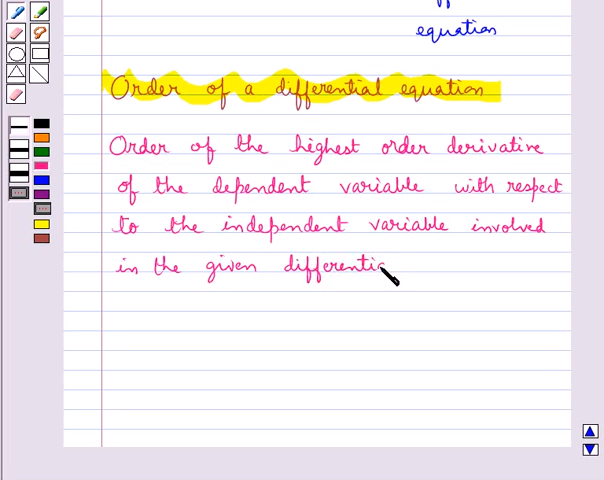 equation
Order of a differential equation
Order of the highest order derivative
of the dependent variable with respect
to the independent variable involved
in the given differentia